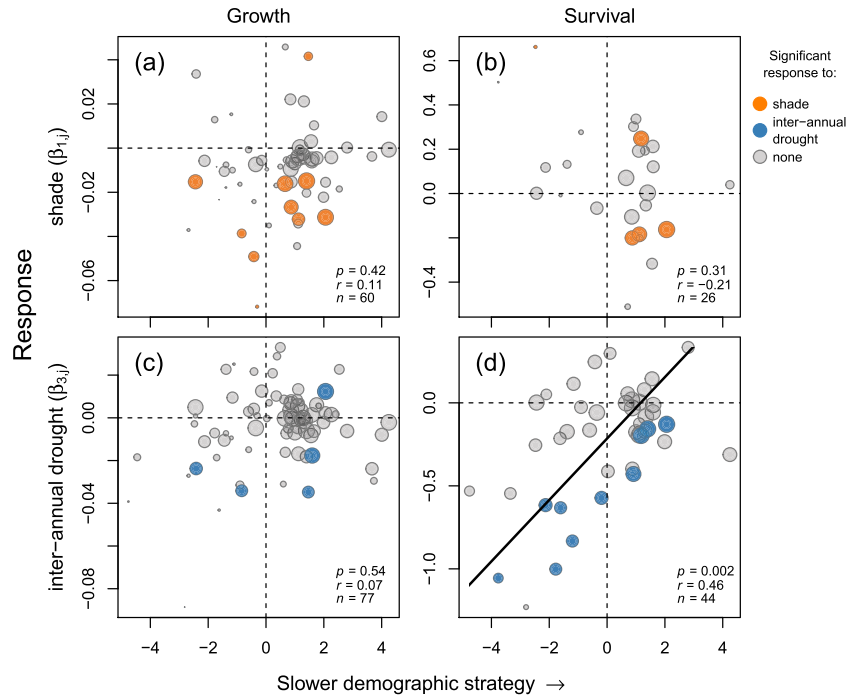 Growth
Survival
(a)
(b)
(c)
(d)
Significant
response to:
shade
inter−annual
drought
none
0.02
−0.02
−0.06
shade (β1,j)
p = 0.42
r = 0.11
n = 60
0.6
0.4
0.2
0.0
−0.4
p = 0.31
r = −0.21
n = 26
Response
0.00
−0.04
−0.08
inter−annual drought (β3,j)
p = 0.54
r = 0.07
n = 77
0.0
−0.5
−1.0
p = 0.002
r = 0.46
n = 44
−4 −2 0 2 4
−4 −2 0 2 4
Slower demographic strategy →